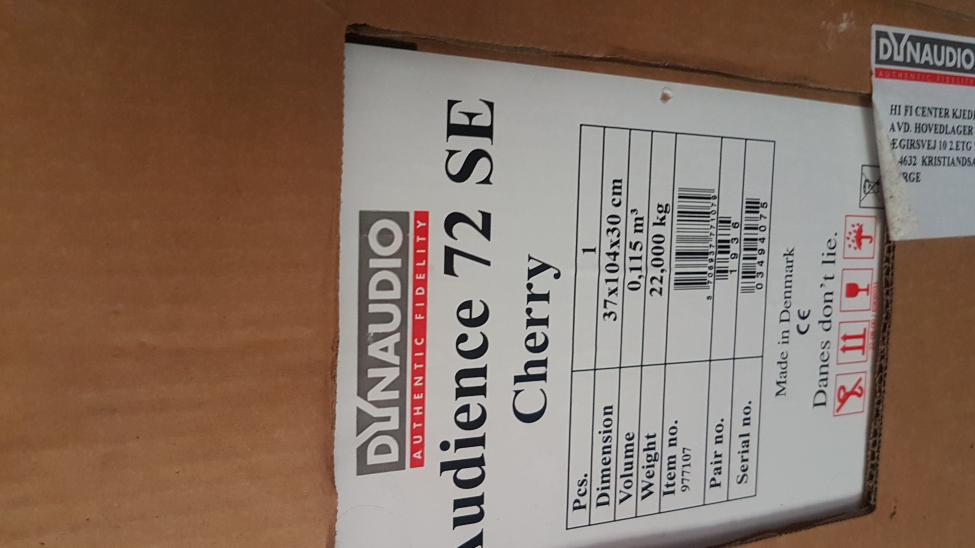 DYNAUDIO
AUTHENTIC FIDELITY
Audience 72 SE
Cherry
Pcs. 1
Dimension 37x104x30 cm
Volume 0,115 m³
Weight 22,000 kg
Item no.
977107
Pair no. 1936
Serial no. 03494075
Made in Denmark
CE
Danes don't lie.
DYNAUDIO
AUTHENTIC FIDELITY
HI FI CENTER KJEDE
AVD. HOVEDLAGER
ÆGIRSVEJ 10 2.ETG
4632 KRISTIANDSA
RGE